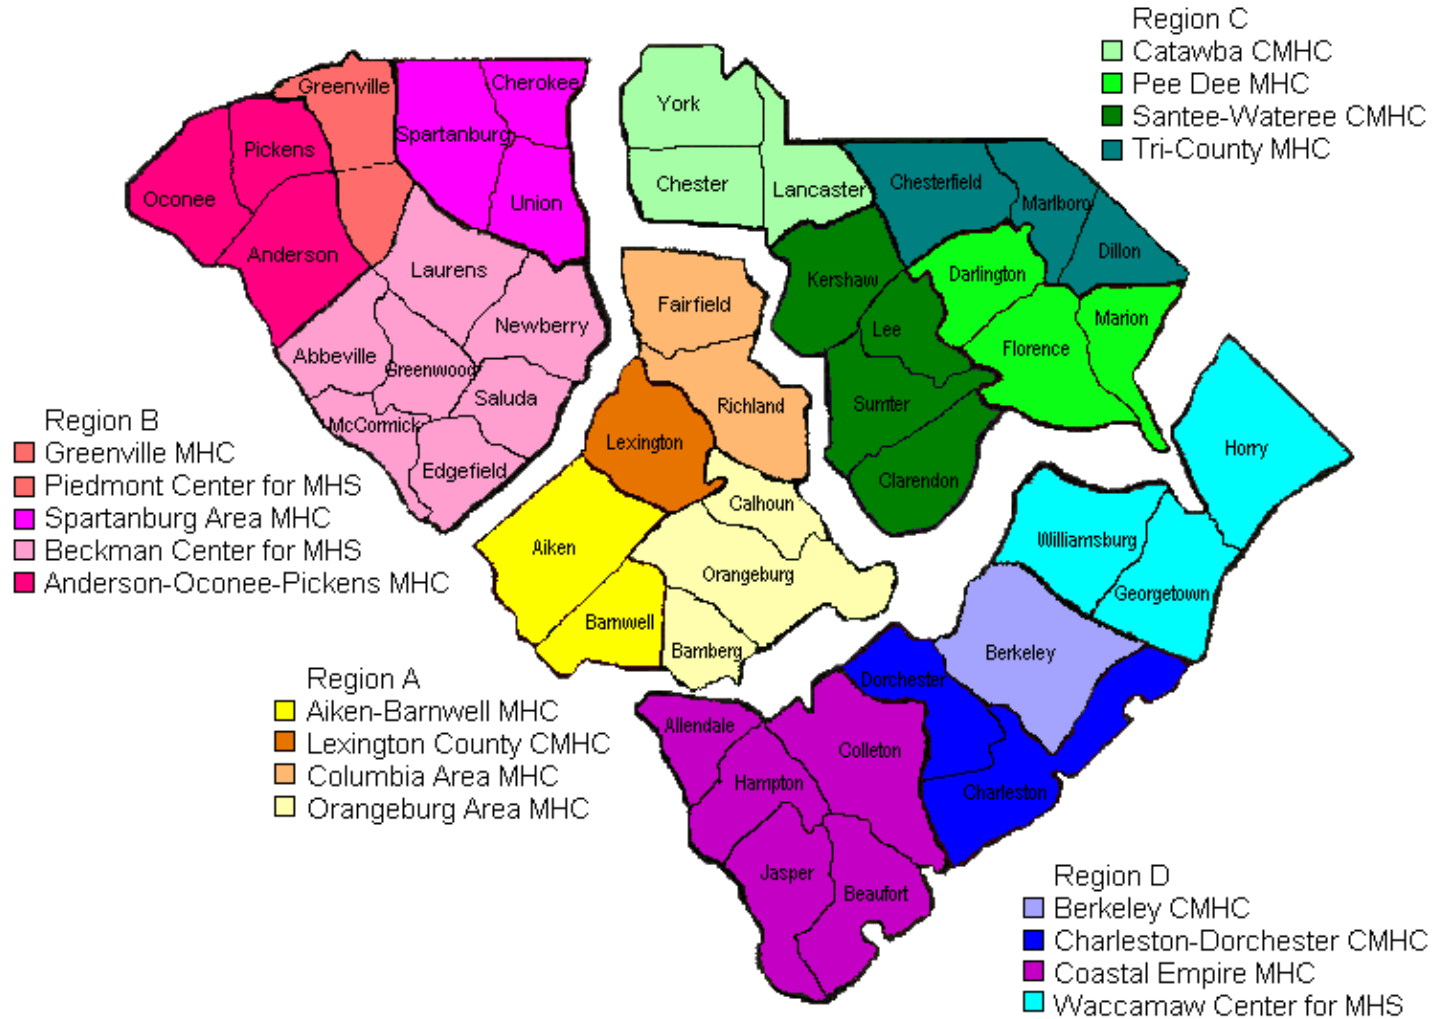 Region C
Catawba CMHC
Pee Dee MHC
Santee-Wateree CMHC
Tri-County MHC
Greenville
Cherokee
Spartanburg
Pickens
Oconee
Union
Anderson
Laurens
Newberry
Abbeville
Greenwood
Saluda
McCormick
Edgefield
York
Chester
Lancaster
Chesterfield
Marlboro
Dillon
Kershaw
Darlington
Lee
Marion
Florence
Sumter
Clarendon
Fairfield
Richland
Lexington
Calhoun
Aiken
Orangeburg
Barnwell
Bamberg
Horry
Williamsburg
Georgetown
Berkeley
Dorchester
Charleston
Allendale
Colleton
Hampton
Jasper
Beaufort
Region B
Greenville MHC
Piedmont Center for MHS
Spartanburg Area MHC
Beckman Center for MHS
Anderson-Oconee-Pickens MHC
Region A
Aiken-Barnwell MHC
Lexington County CMHC
Columbia Area MHC
Orangeburg Area MHC
Region D
Berkeley CMHC
Charleston-Dorchester CMHC
Coastal Empire MHC
Waccamaw Center for MHS